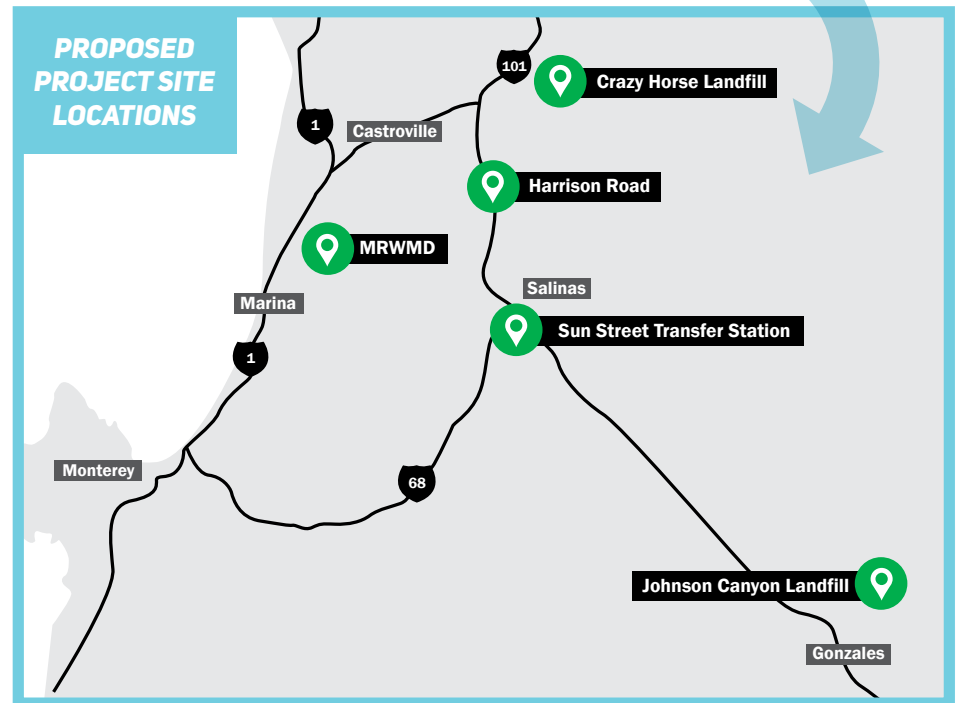 PROPOSED
PROJECT SITE
LOCATIONS
101
Crazy Horse Landfill
1
Castroville
Harrison Road
MRWMD
Salinas
Marina
Sun Street Transfer Station
1
Monterey
68
Johnson Canyon Landfill
Gonzales